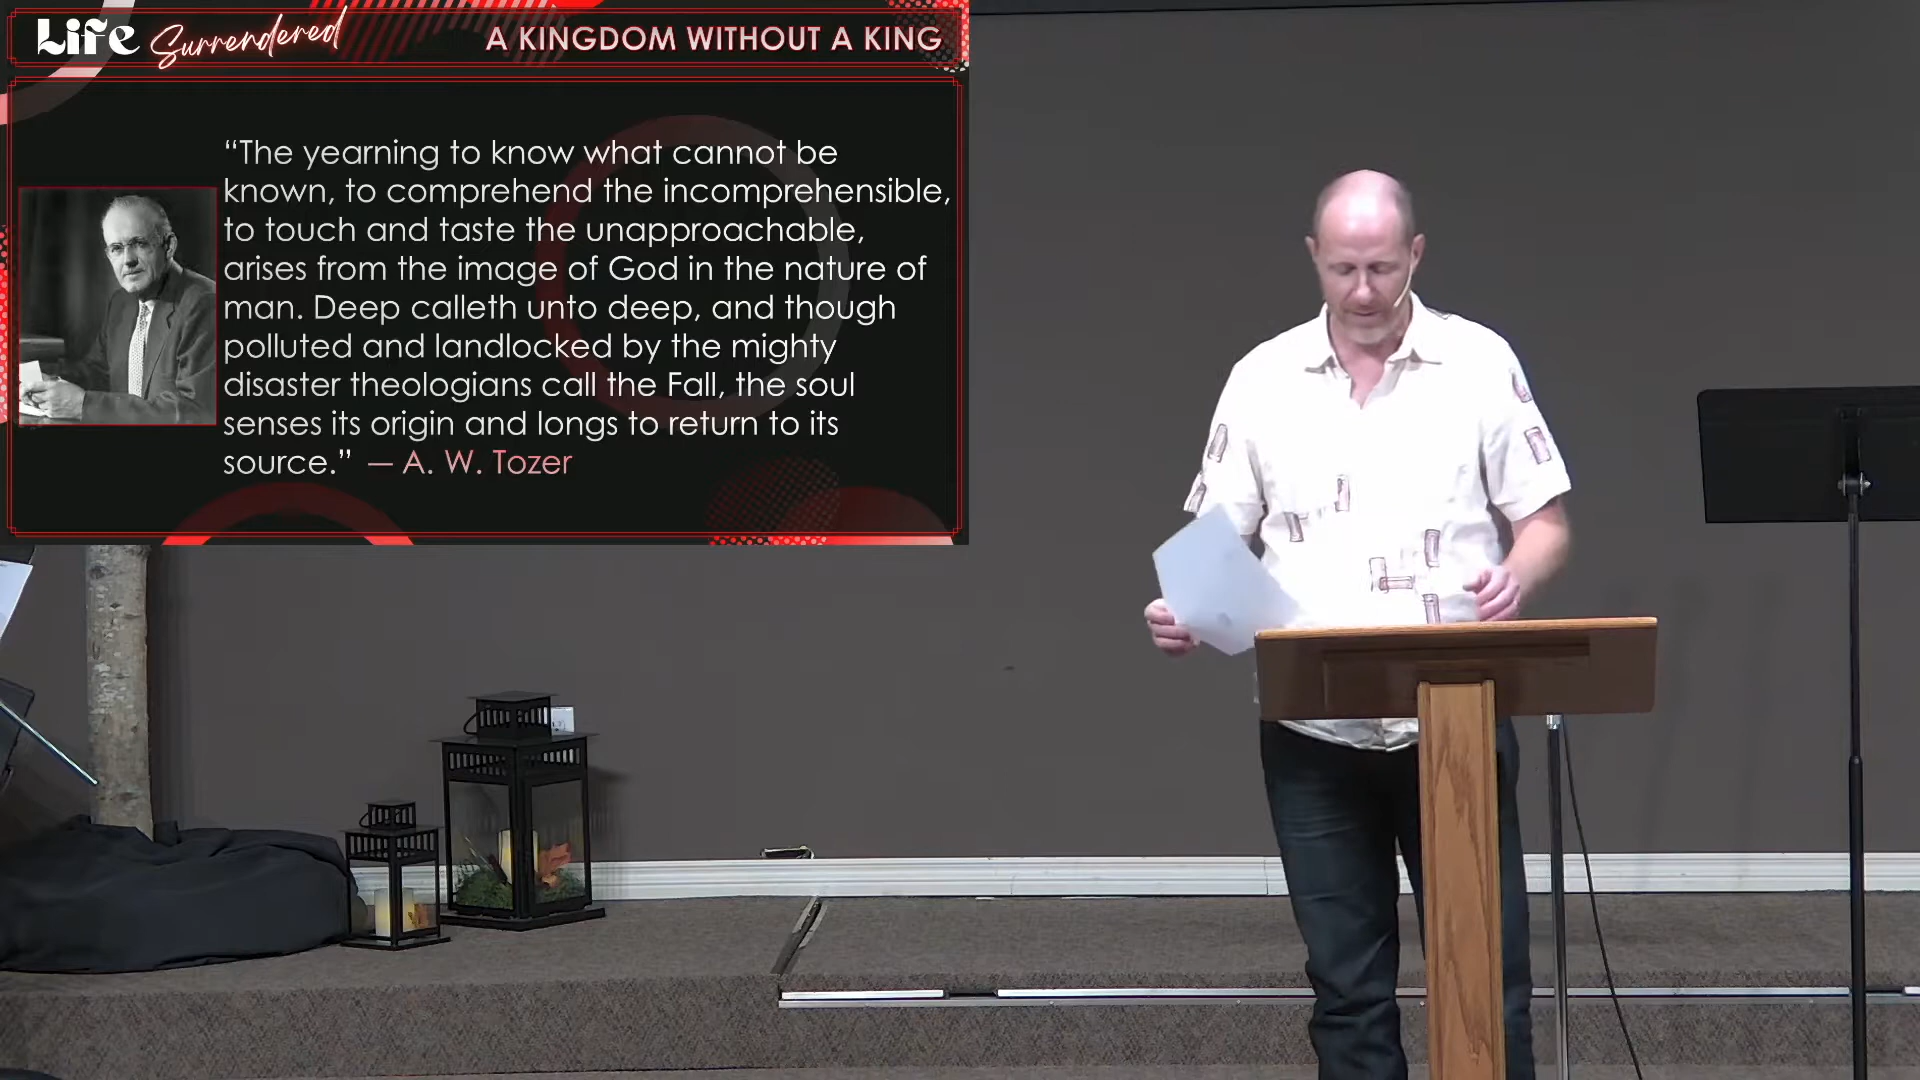 Life Surrendered
A KINGDOM WITHOUT A KING
“The yearning to know what cannot be
known, to comprehend the incomprehensible,
to touch and taste the unapproachable,
arises from the image of God in the nature of
man. Deep calleth unto deep, and though
polluted and landlocked by the mighty
disaster theologians call the Fall, the soul
senses its origin and longs to return to its
source.” — A. W. Tozer